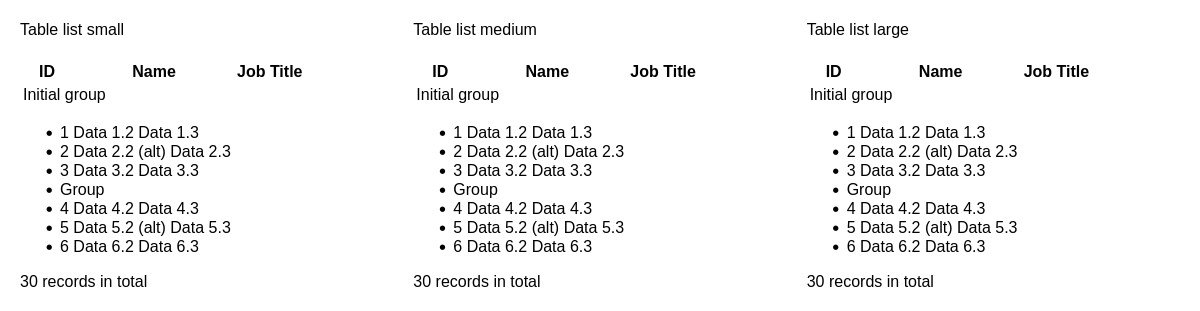 Table list small
ID Name Job Title
Initial group
• 1 Data 1.2 Data 1.3
• 2 Data 2.2 (alt) Data 2.3
• 3 Data 3.2 Data 3.3
• Group
• 4 Data 4.2 Data 4.3
• 5 Data 5.2 (alt) Data 5.3
• 6 Data 6.2 Data 6.3
30 records in total
Table list medium
ID Name Job Title
Initial group
• 1 Data 1.2 Data 1.3
• 2 Data 2.2 (alt) Data 2.3
• 3 Data 3.2 Data 3.3
• Group
• 4 Data 4.2 Data 4.3
• 5 Data 5.2 (alt) Data 5.3
• 6 Data 6.2 Data 6.3
30 records in total
Table list large
ID Name Job Title
Initial group
• 1 Data 1.2 Data 1.3
• 2 Data 2.2 (alt) Data 2.3
• 3 Data 3.2 Data 3.3
• Group
• 4 Data 4.2 Data 4.3
• 5 Data 5.2 (alt) Data 5.3
• 6 Data 6.2 Data 6.3
30 records in total